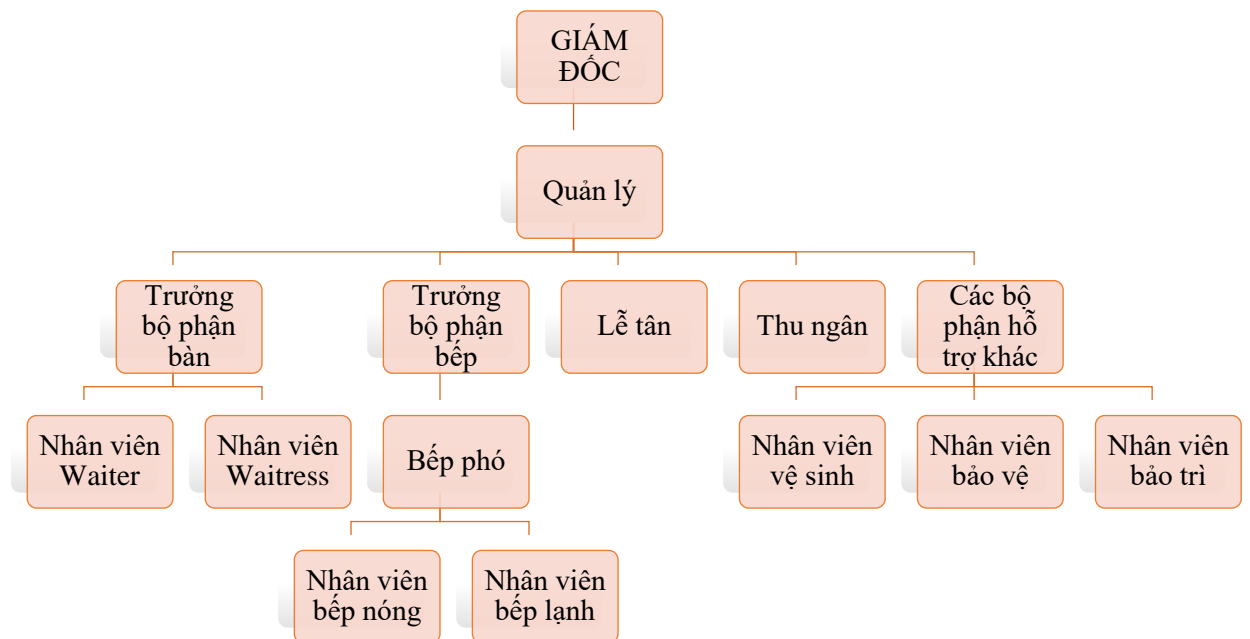 GIÁM
ĐỐC
Quản lý
Trưởng
bộ phận
bàn
Trưởng
bộ phận
bếp
Lễ tân
Thu ngân
Các bộ
phận hỗ
trợ khác
Nhân viên
Waiter
Nhân viên
Waitress
Bếp phó
Nhân viên
vệ sinh
Nhân viên
bảo vệ
Nhân viên
bảo trì
Nhân viên
bếp nóng
Nhân viên
bếp lạnh